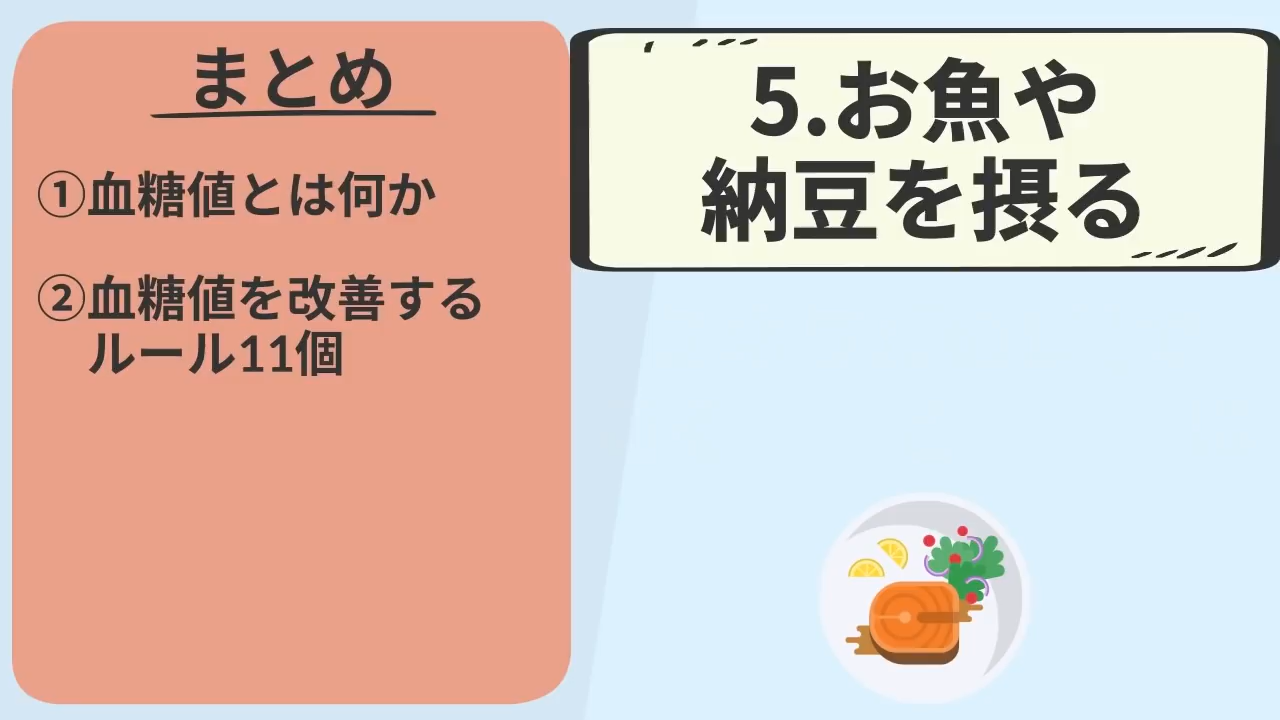 まとめ
①血糖値とは何か
②血糖値を改善する
ルール11個
5.お魚や
納豆を摂る